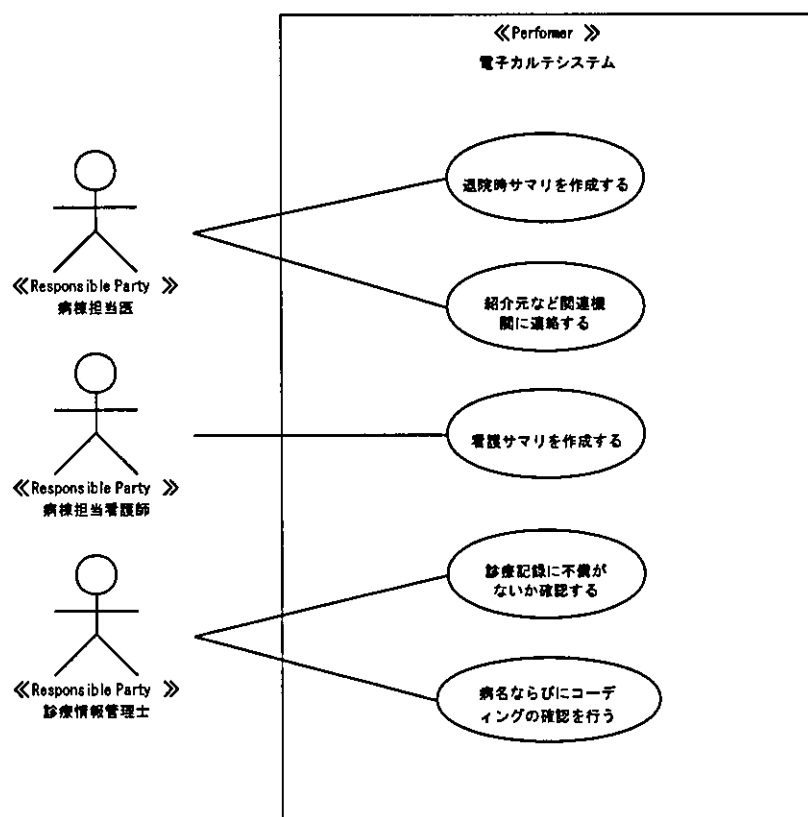 ≪Performer ≫
電子カルテシステム
退院時サマリを作成する
≪Responsible Party ≫
病棟担当医
紹介元など関連機
関に連絡する
看護サマリを作成する
≪Responsible Party ≫
病棟担当看護師
診療記録に不備が
ないか確認する
≪Responsible Party ≫
診療情報管理士
病名ならびにコーデ
ィングの確認を行う